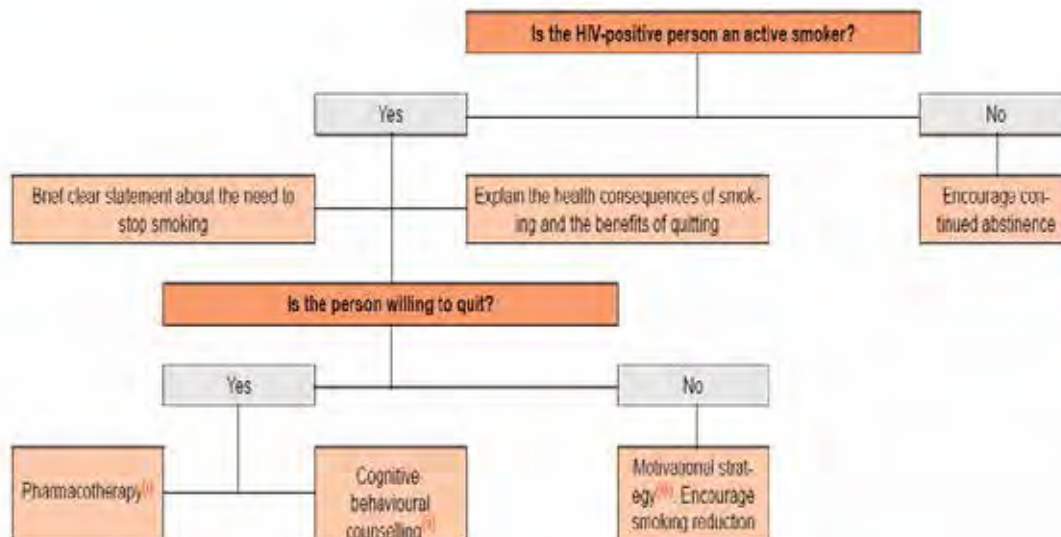 Is the HIV-positive person an active smoker?
Yes
No
Brief clear statement about the need to
stop smoking
Explain the health consequences of smok-
ing and the benefits of quitting
Encourage con-
tinued abstinence
Is the person willing to quit?
Yes
No
Pharmacotherapy
Cognitive
behavioural
counselling
Motivational strat-
egy . Encourage
smoking reduction